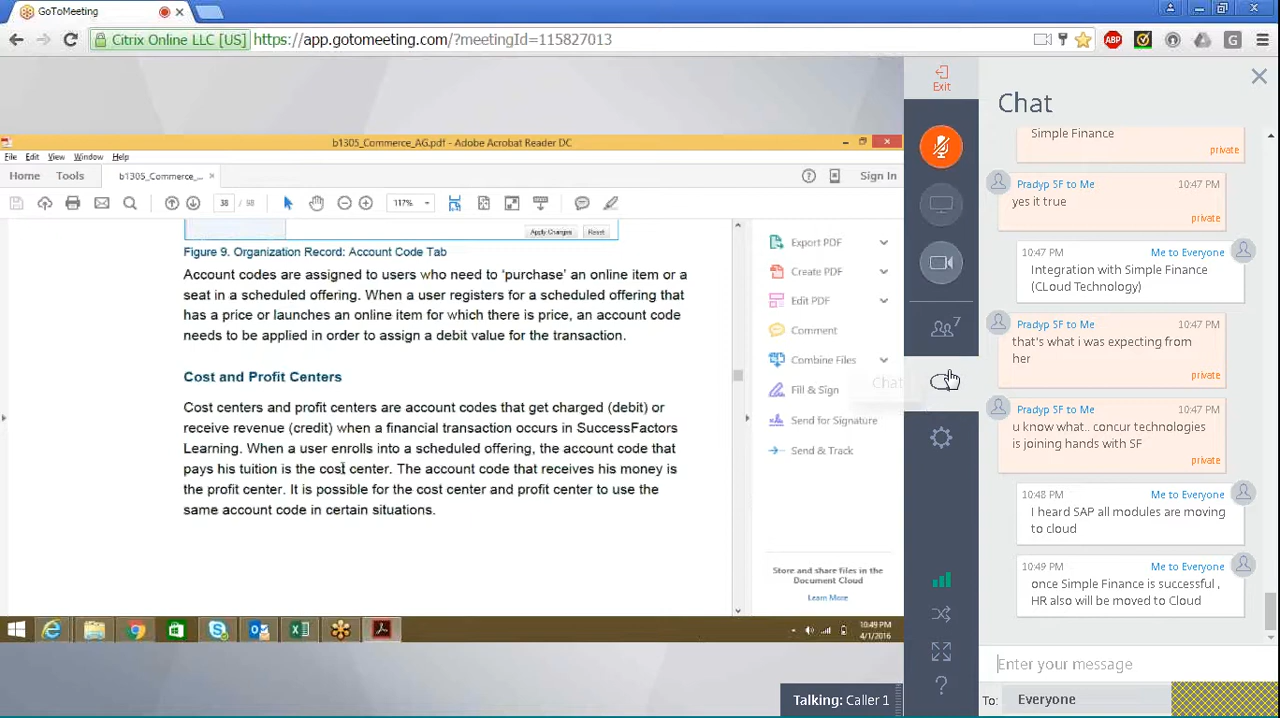 GoToMeeting
Citrix Online LLC [US]
https://app.gotomeeting.com/?meetingId=115827013
ABP
G
b1305_Commerce_AG.pdf - Adobe Acrobat Reader DC
File Edit View Window Help
Home Tools b1305_Commerce_... × Sign In
38 / 98
117%
Apply Changes Reset
Figure 9. Organization Record: Account Code Tab
Account codes are assigned to users who need to ‘purchase’ an online item or a
seat in a scheduled offering. When a user registers for a scheduled offering that
has a price or launches an online item for which there is price, an account code
needs to be applied in order to assign a debit value for the transaction.
Cost and Profit Centers
Cost centers and profit centers are account codes that get charged (debit) or
receive revenue (credit) when a financial transaction occurs in SuccessFactors
Learning. When a user enrolls into a scheduled offering, the account code that
pays his tuition is the cost center. The account code that receives his money is
the profit center. It is possible for the cost center and profit center to use the
same account code in certain situations.
Export PDF
Create PDF
Edit PDF
Comment
Combine Files
Fill & Sign
Send for Signature
Send & Track
Store and share files in the
Document Cloud
Learn More
10:49 PM
4/1/2016
Talking: Caller 1
Exit
7
Chat
?
Chat
Simple Finance
private
Pradyp SF to Me 10:47 PM
yes it true
private
10:47 PM Me to Everyone
Integration with Simple Finance
(CLoud Technology)
Pradyp SF to Me 10:47 PM
that's what i was expecting from
her
private
Pradyp SF to Me 10:47 PM
u know what.. concur technologies
is joining hands with SF
private
10:48 PM Me to Everyone
I heard SAP all modules are moving
to cloud
10:49 PM Me to Everyone
once Simple Finance is successful ,
HR also will be moved to Cloud
Enter your message
To: Everyone